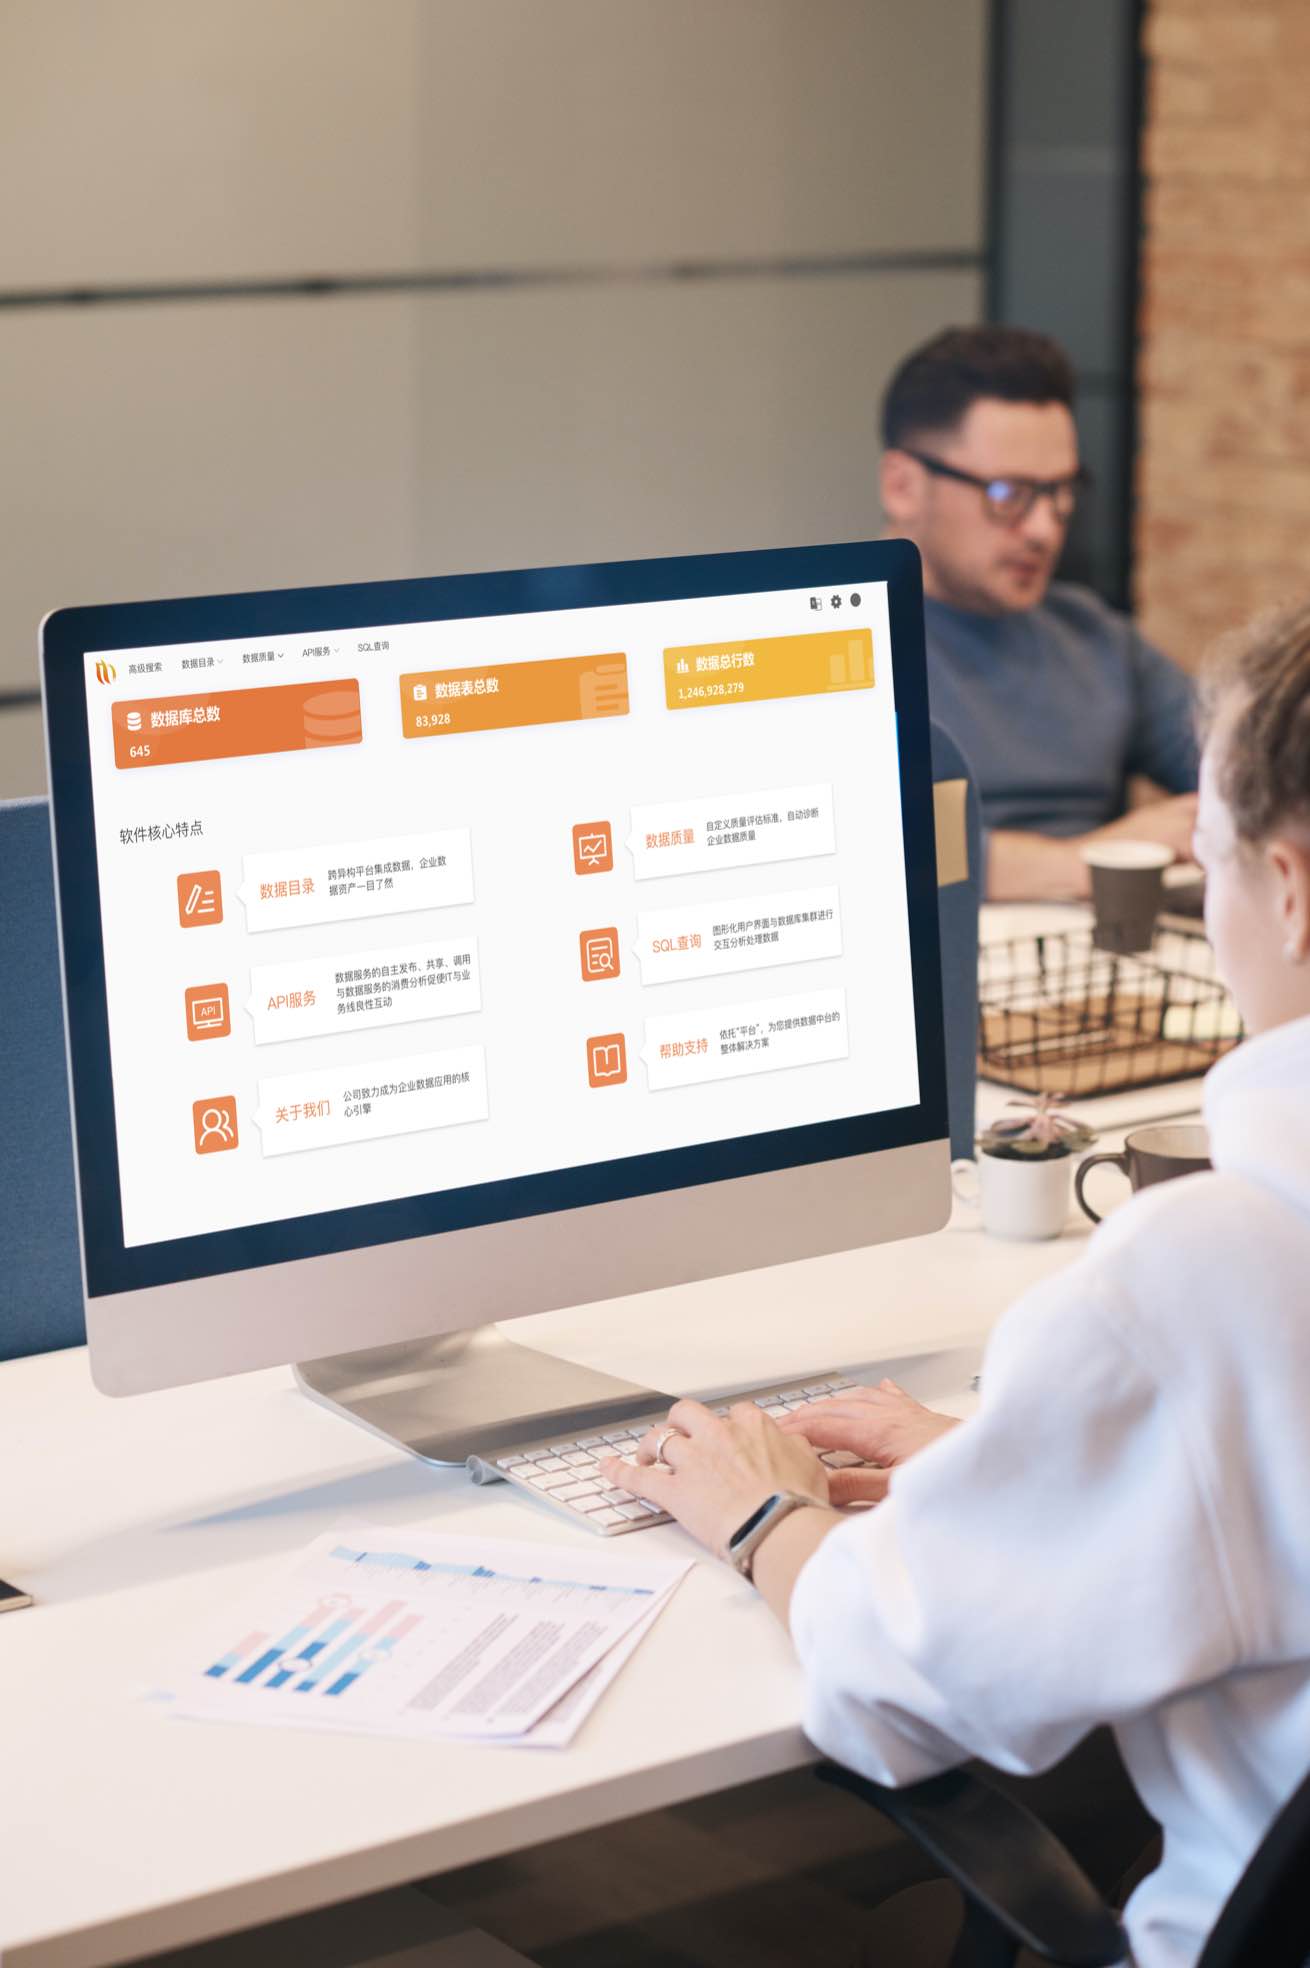 高级搜索 数据目录 数据质量 API服务 SQL查询
数据库总数
645
数据表总数
83,928
数据总行数
1,246,928,279
软件核心特点
数据目录
跨异构平台集成数据，企业数
据资产一目了然
数据质量
自定义质量评估标准，自动诊断
企业数据质量
API
API服务
数据服务的自主发布、共享、调用
与数据服务的消费分析促使IT与业
务线良性互动
SQL查询
图形化用户界面与数据库集群进行
交互分析处理数据
关于我们
公司致力成为企业数据应用的核
心引擎
帮助支持
依托“平台”，为您提供数据中台的
整体解决方案